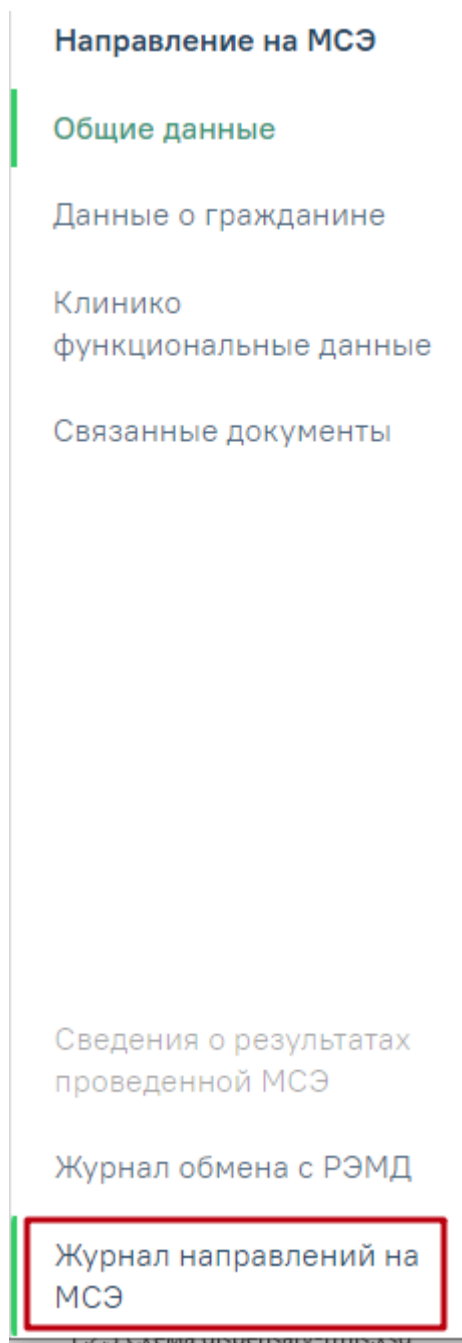 Направление на МСЭ
Общие данные
Данные о гражданине
Клинико
функциональные данные
Связанные документы
Сведения о результатах
проведенной МСЭ
Журнал обмена с РЭМД
Журнал направлений на
МСЭ